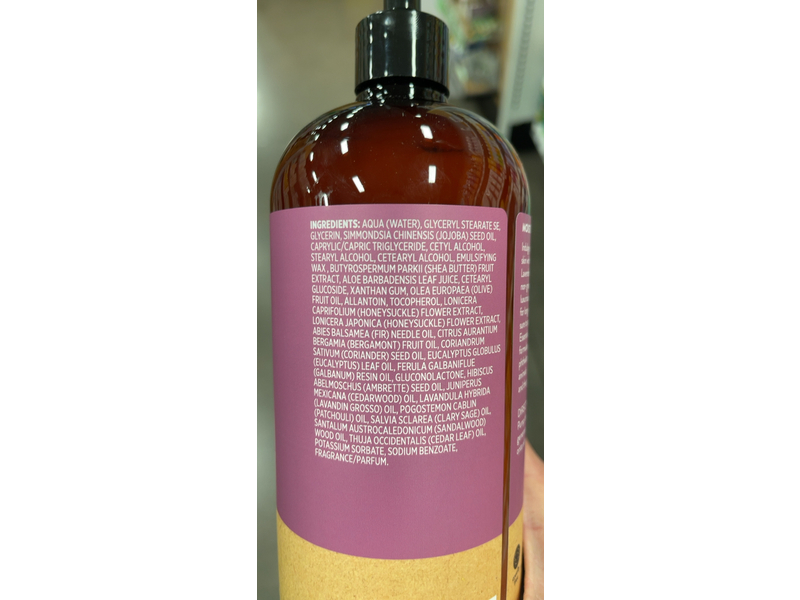 INGREDIENTS: AQUA (WATER), GLYCERYL STEARATE SE,
GLYCERIN, SIMMONDSIA CHINENSIS (JOJOBA) SEED OIL,
CAPRYLIC/CAPRIC TRIGLYCERIDE, CETYL ALCOHOL,
STEARYL ALCOHOL, CETEARYL ALCOHOL, EMULSIFYING
WAX, BUTYROSPERMUM PARKII (SHEA BUTTER) FRUIT
EXTRACT, ALOE BARBADENSIS LEAF JUICE, CETEARYL
GLUCOSIDE, XANTHAN GUM, OLEA EUROPAEA (OLIVE)
FRUIT OIL, ALLANTOIN, TOCOPHEROL, LONICERA
CAPRIFOLIUM (HONEYSUCKLE) FLOWER EXTRACT,
LONICERA JAPONICA (HONEYSUCKLE) FLOWER EXTRACT,
ABIES BALSAMEA (FIR) NEEDLE OIL, CITRUS AURANTIUM
BERGAMIA (BERGAMONT) FRUIT OIL, CORIANDRUM
SATIVUM (CORIANDER) SEED OIL, EUCALYPTUS GLOBULUS
(EUCALYPTUS) LEAF OIL, FERULA GALBANIFLUE
(GALBANUM) RESIN OIL, GLUCONOLACTONE, HIBISCUS
ABELMOSCHUS (AMBRETTE) SEED OIL, JUNIPERUS
MEXICANA (CEDARWOOD) OIL, LAVANDULA HYBRIDA
(LAVANDIN GROSSO) OIL, POGOSTEMON CABLIN
(PATCHOULI) OIL, SALVIA SCLAREA (CLARY SAGE) OIL,
SANTALUM AUSTROCALEDONICUM (SANDALWOOD)
WOOD OIL, THUJA OCCIDENTALIS (CEDAR LEAF) OIL,
POTASSIUM SORBATE, SODIUM BENZOATE,
FRAGRANCE/PARFUM.